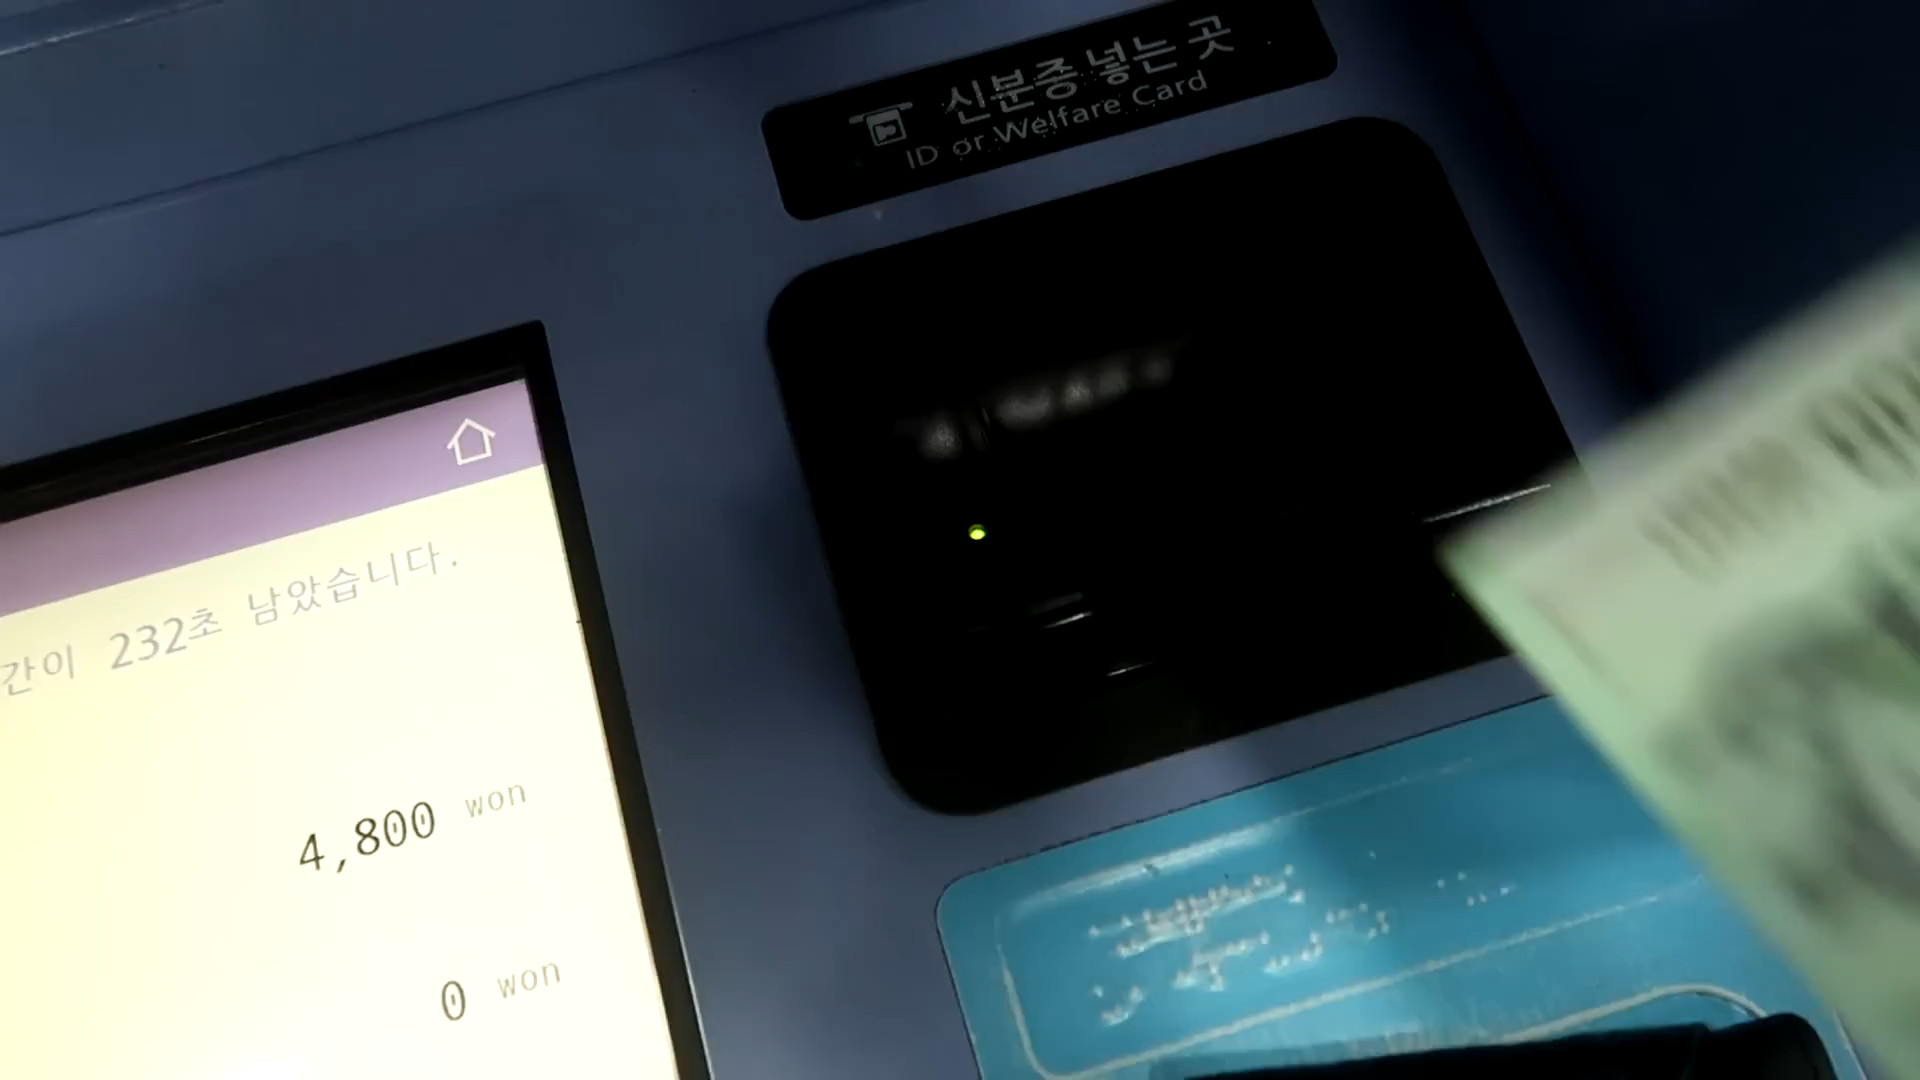 신분증 넣는 곳
ID or Welfare Card
간이 232초 남았습니다.
4,800 won
0 won